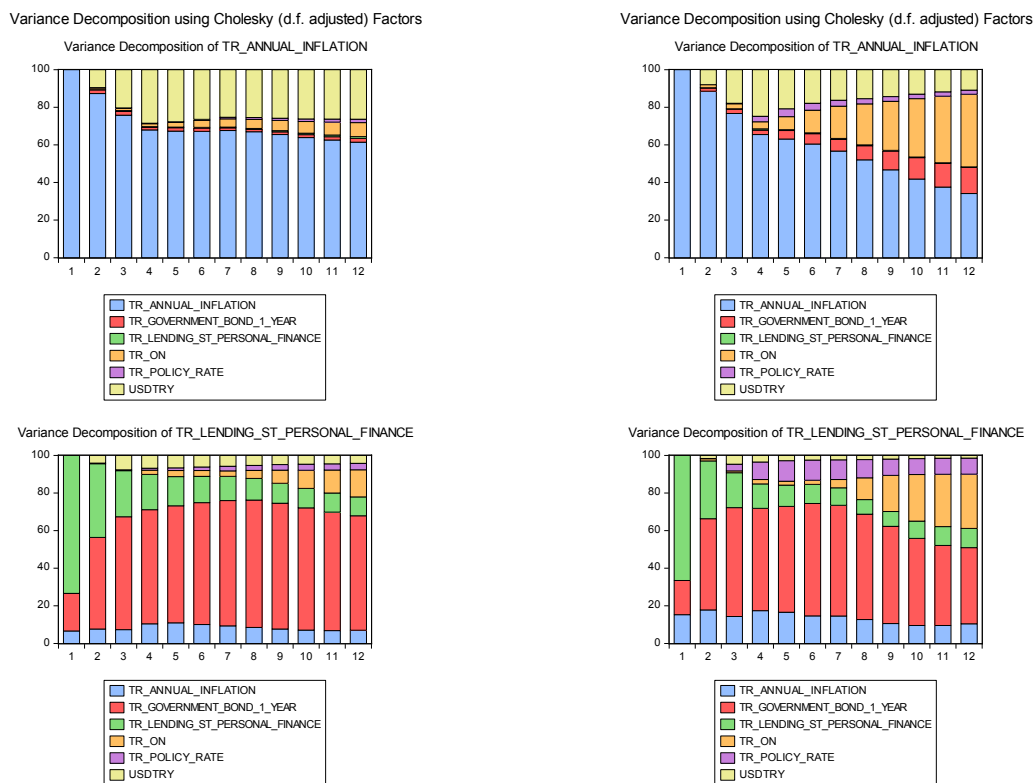 Variance Decomposition using Cholesky (d.f. adjusted) Factors
Variance Decomposition of TR_ANNUAL_INFLATION
100
80
60
40
20
0
1 2 3 4 5 6 7 8 9 10 11 12
TR_ANNUAL_INFLATION
TR_GOVERNMENT_BOND_1_YEAR
TR_LENDING_ST_PERSONAL_FINANCE
TR_ON
TR_POLICY_RATE
USDTRY
Variance Decomposition of TR_LENDING_ST_PERSONAL_FINANCE
100
80
60
40
20
0
1 2 3 4 5 6 7 8 9 10 11 12
TR_ANNUAL_INFLATION
TR_GOVERNMENT_BOND_1_YEAR
TR_LENDING_ST_PERSONAL_FINANCE
TR_ON
TR_POLICY_RATE
USDTRY
Variance Decomposition using Cholesky (d.f. adjusted) Factors
Variance Decomposition of TR_ANNUAL_INFLATION
100
80
60
40
20
0
1 2 3 4 5 6 7 8 9 10 11 12
TR_ANNUAL_INFLATION
TR_GOVERNMENT_BOND_1_YEAR
TR_LENDING_ST_PERSONAL_FINANCE
TR_ON
TR_POLICY_RATE
USDTRY
Variance Decomposition of TR_LENDING_ST_PERSONAL_FINANCE
100
80
60
40
20
0
1 2 3 4 5 6 7 8 9 10 11 12
TR_ANNUAL_INFLATION
TR_GOVERNMENT_BOND_1_YEAR
TR_LENDING_ST_PERSONAL_FINANCE
TR_ON
TR_POLICY_RATE
USDTRY